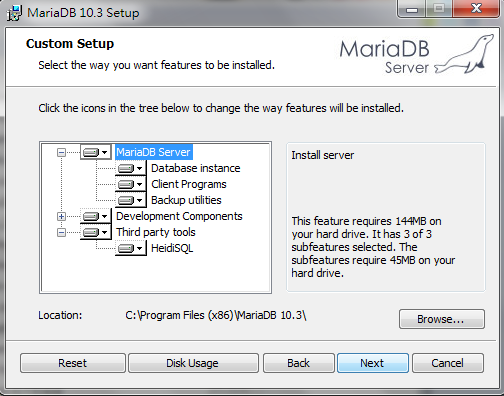 MariaDB 10.3 Setup
Custom Setup
Select the way you want features to be installed.
MariaDB
Server
Click the icons in the tree below to change the way features will be installed.
MariaDB Server
Database instance
Client Programs
Backup utilities
Development Components
Third party tools
HeidiSQL
Install server
This feature requires 144MB on
your hard drive. It has 3 of 3
subfeatures selected. The
subfeatures require 45MB on your
hard drive.
Location: C:\Program Files (x86)\MariaDB 10.3\
Browse...
Reset Disk Usage Back Next Cancel